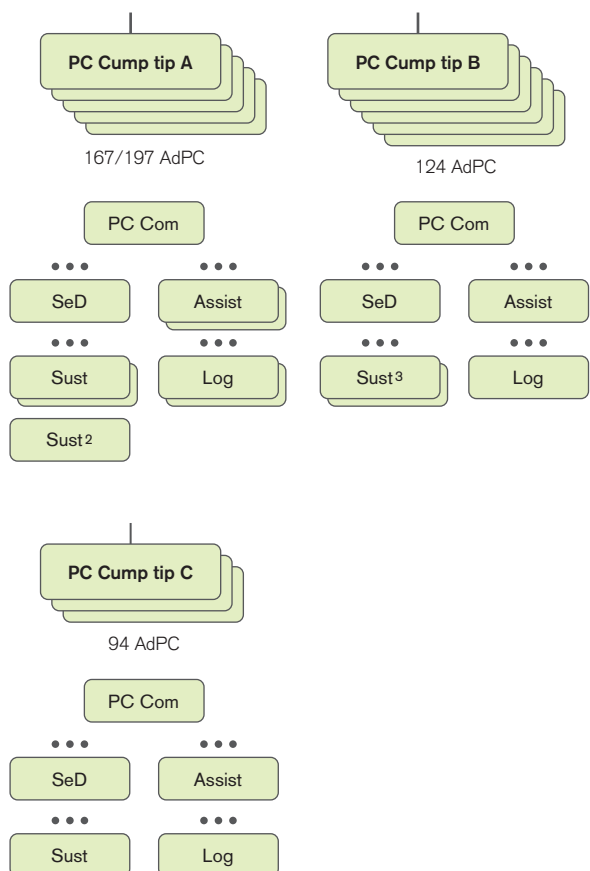 PC Cump tip A
167/197 AdPC
PC Com
SeD
Assist
Sust
Log
Sust2
PC Cump tip B
124 AdPC
PC Com
SeD
Assist
Sust3
Log
PC Cump tip C
94 AdPC
PC Com
SeD
Assist
Sust
Log